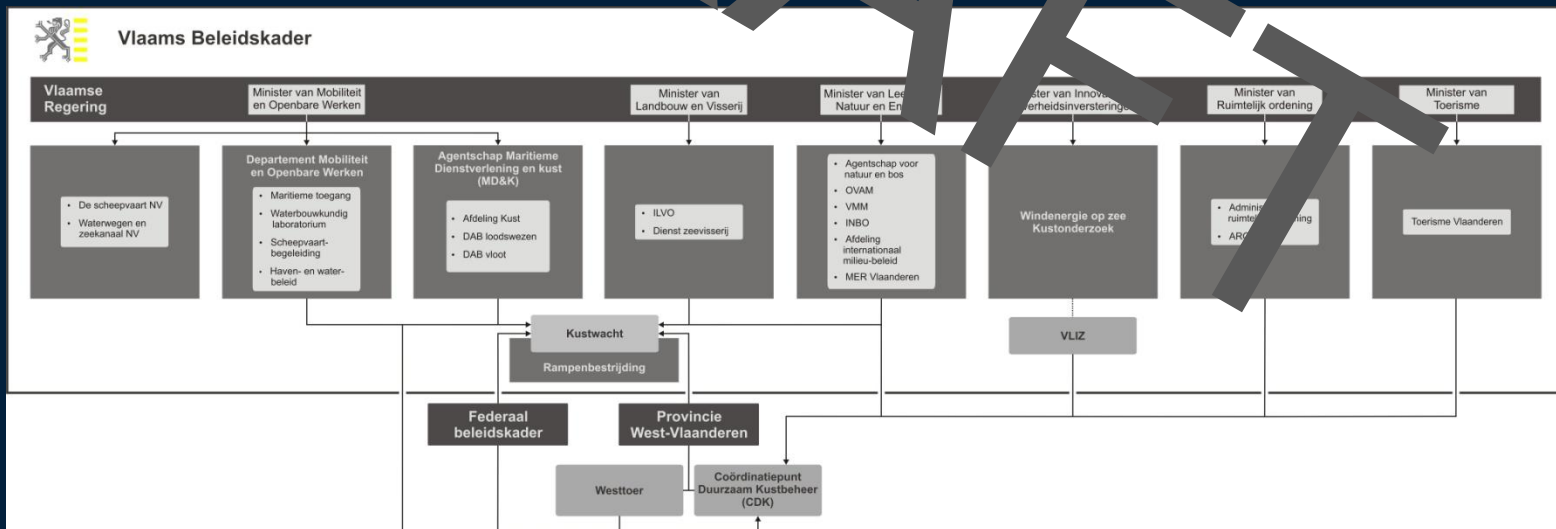 Vlaams Beleidskader
Vlaamse
Regering
Minister van Mobiliteit
en Openbare Werken
Minister van
Landbouw en Visserij
Minister van
Natuur en
Minister van
Ruimtelijk ordening
Minister van
Toerisme
• De scheepvaart NV
• Waterwegen en
zeekanaal NV
Departement Mobiliteit
en Openbare Werken
• Maritieme toegang
• Waterbouwkundig
laboratorium
• Scheepvaart-
begeleiding
• Haven- en water-
beleid
Agentschap Maritieme
Dienstverlening en kust
(MD&K)
• Afdeling Kust
• DAB loodswezen
• DAB vloot
• ILVO
• Dienst zeevisserij
• Agentschap voor
natuur en bos
• OVAM
• VMM
• INBO
• Afdeling
internationaal
milieu-beleid
• MER Vlaanderen
Windenergie op zee
Kustonderzoek
Toerisme Vlaanderen
Kustwacht
Rampenbestrijding
VLIZ
Federaal
beleidskader
Provincie
West-Vlaanderen
Westtoer
Coördinatiepunt
Duurzaam Kustbeheer
(CDK)